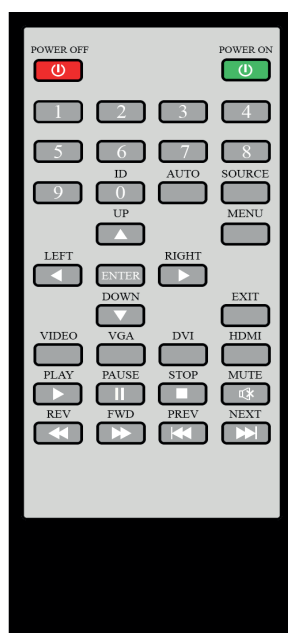 POWER OFF POWER ON
1 2 3 4
5 6 7 8
ID AUTO SOURCE
9 0
UP MENU
LEFT RIGHT
ENTER
DOWN EXIT
VIDEO VGA DVI HDMI
PLAY PAUSE STOP MUTE
REV FWD PREV NEXT